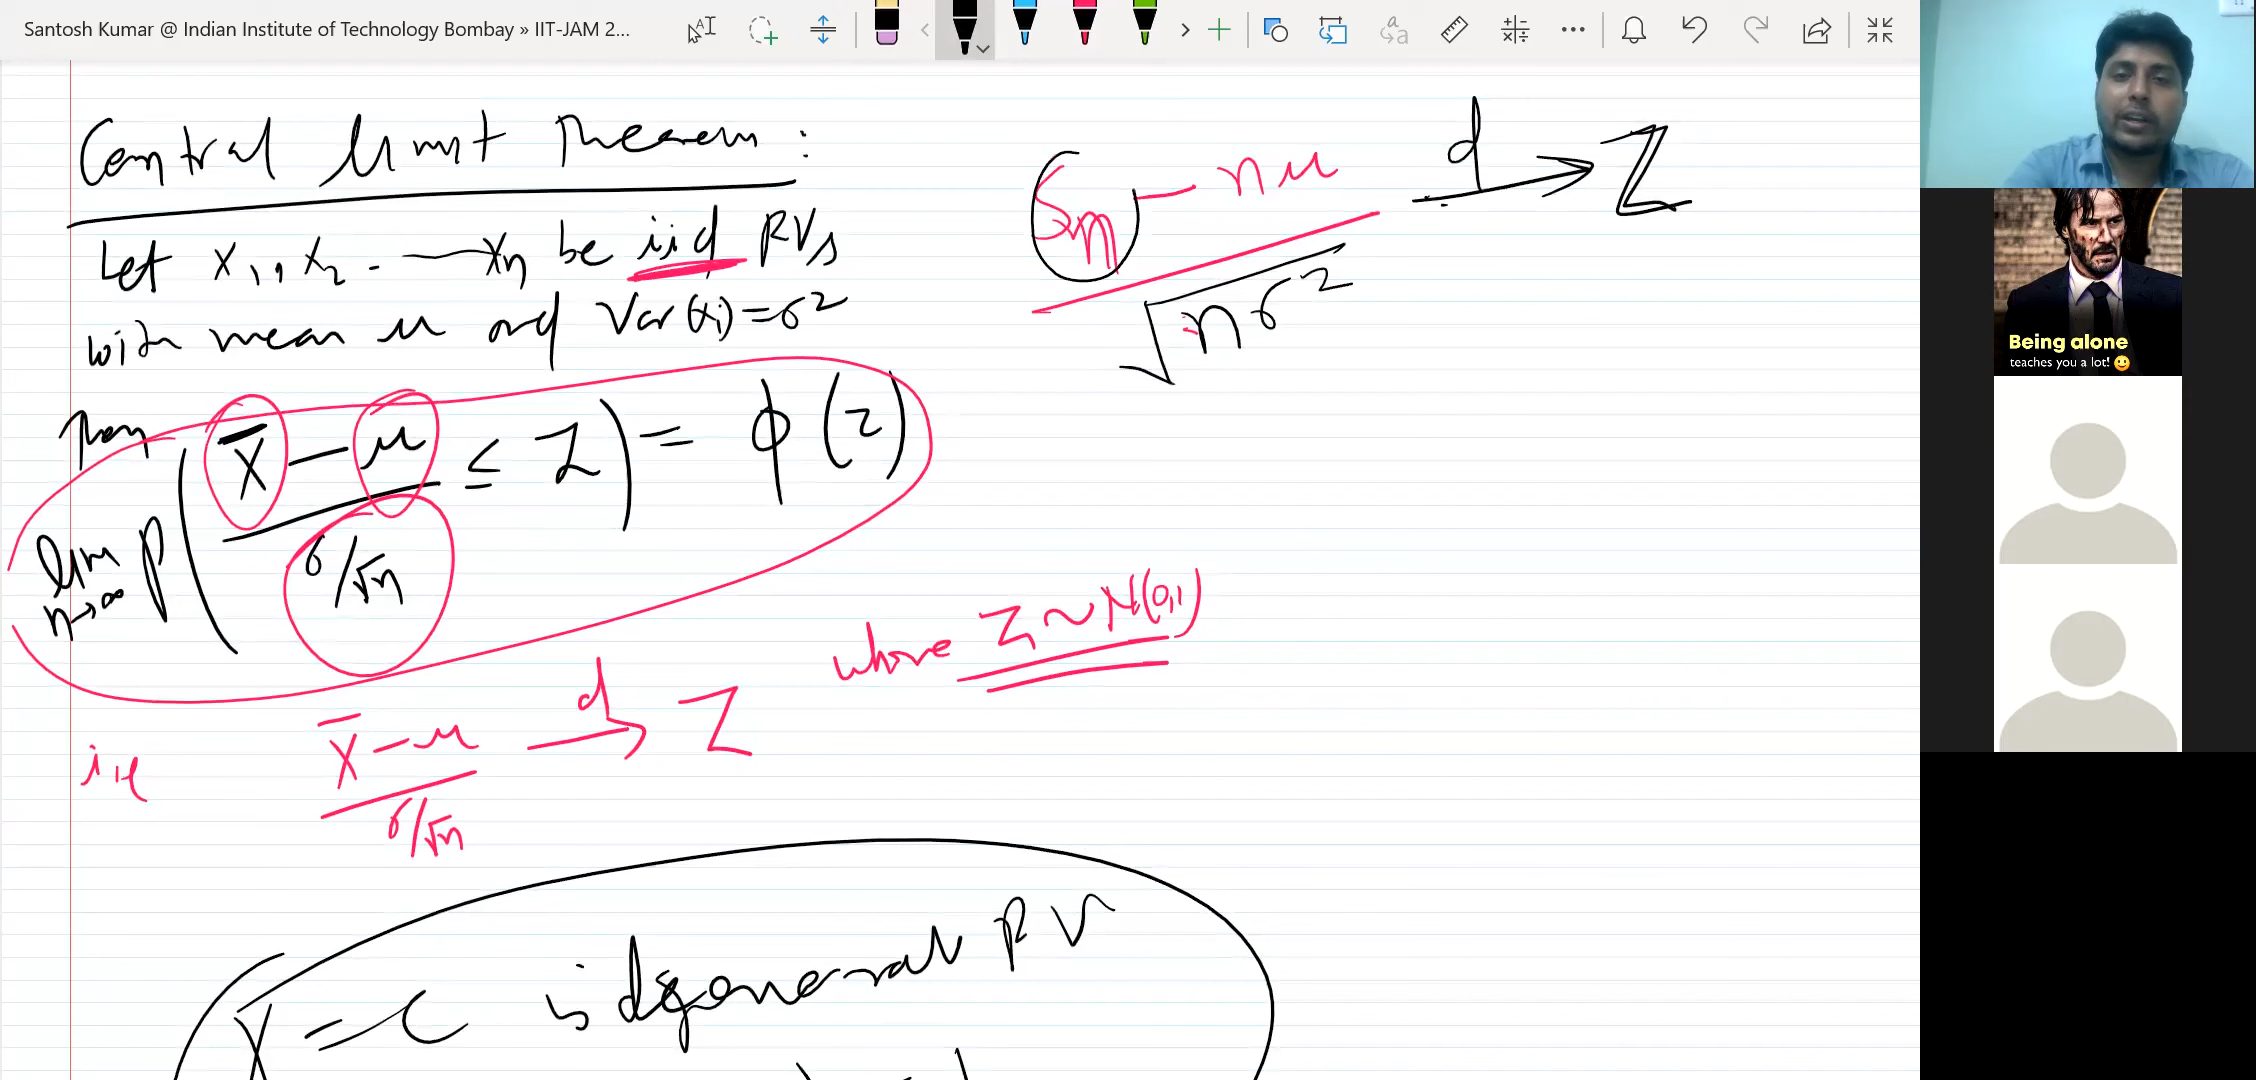 Santosh Kumar @ Indian Institute of Technology Bombay » IIT-JAM 2...
Central limit Theorem :
Let X1, X2 . — Xn be iid RVs
with mean μ and Var(Xi) = σ²
Then
lim n→∞ P( (X̄ − μ) / (σ/√n) ≤ Z ) = φ(z)
i.e (X̄ − μ) / (σ/√n) d→ Z
where Z ~ N(0,1)
(Sn − nμ) / √(nσ²) d→ Z
X = C is degenerate RV
Being alone
teaches you a lot! 🙂